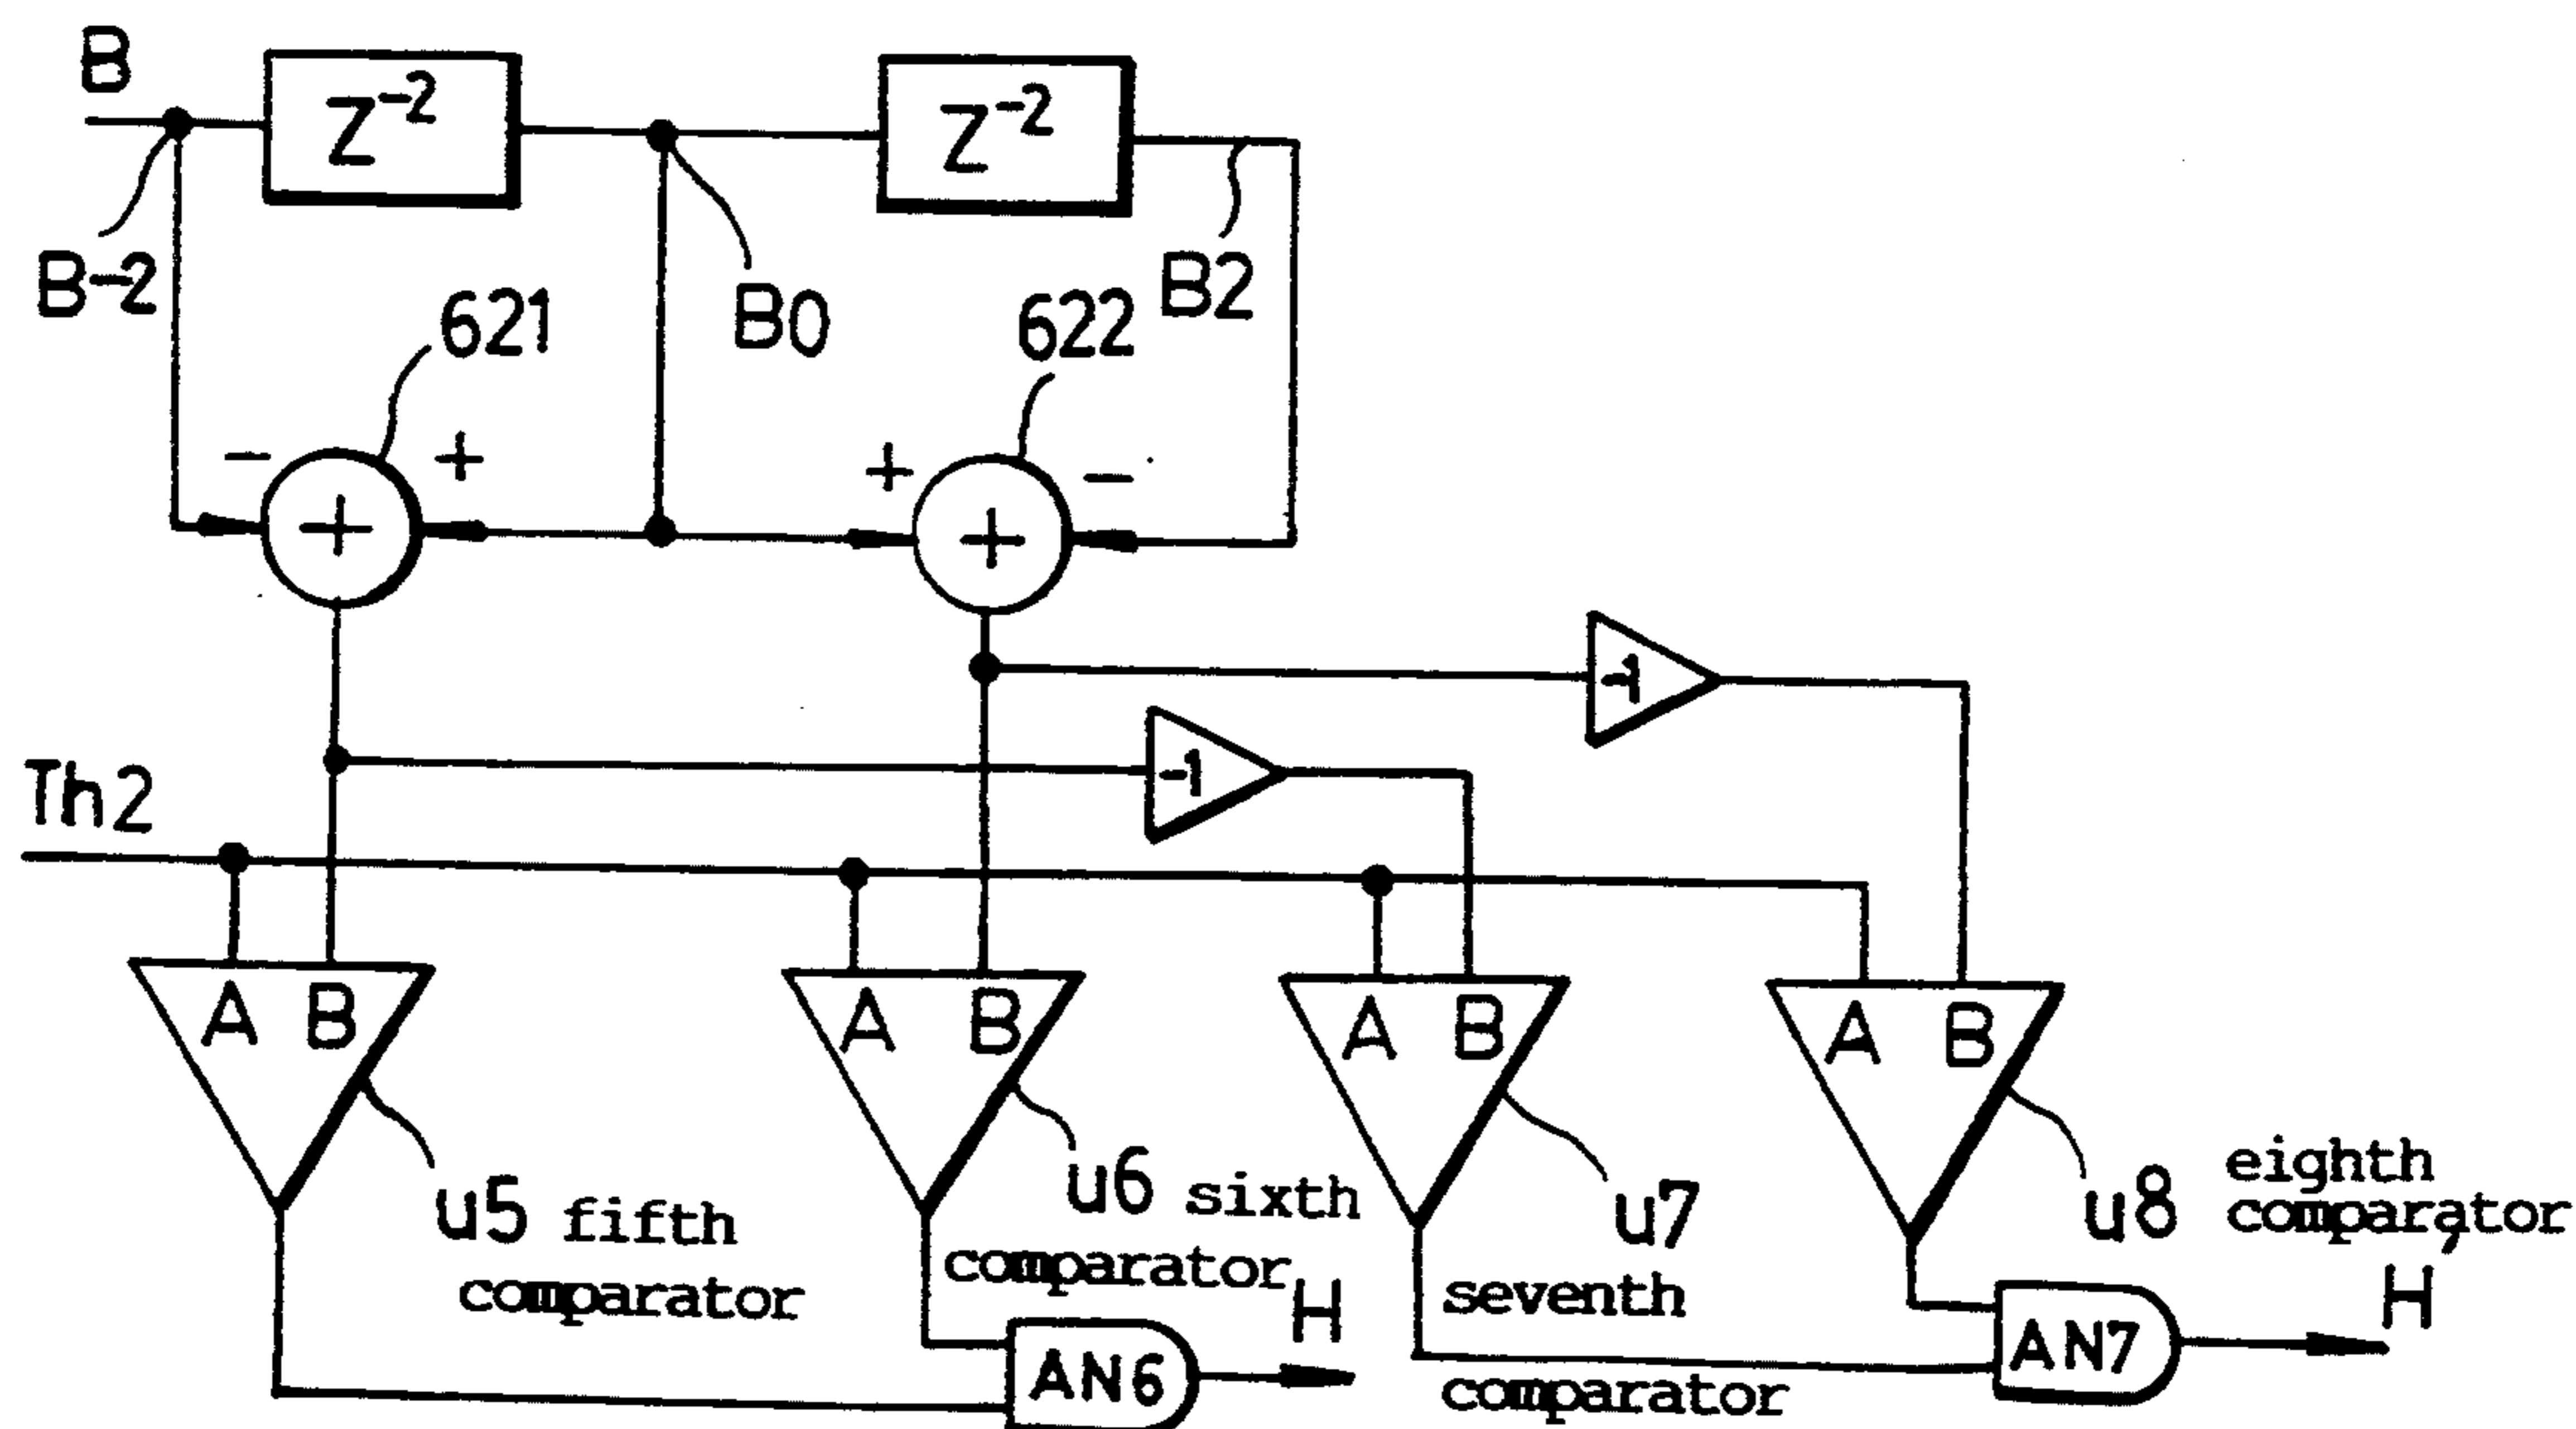 B
Z-2
Z-2
B-2
B0
B2
621
622
- + + -
+ +
-1
-1
Th2
A B
A B
A B
A B
u5 fifth
comparator
u6 sixth
comparator
u7
seventh
comparator
u8 eighth
comparator
H
H'
AN6
AN7